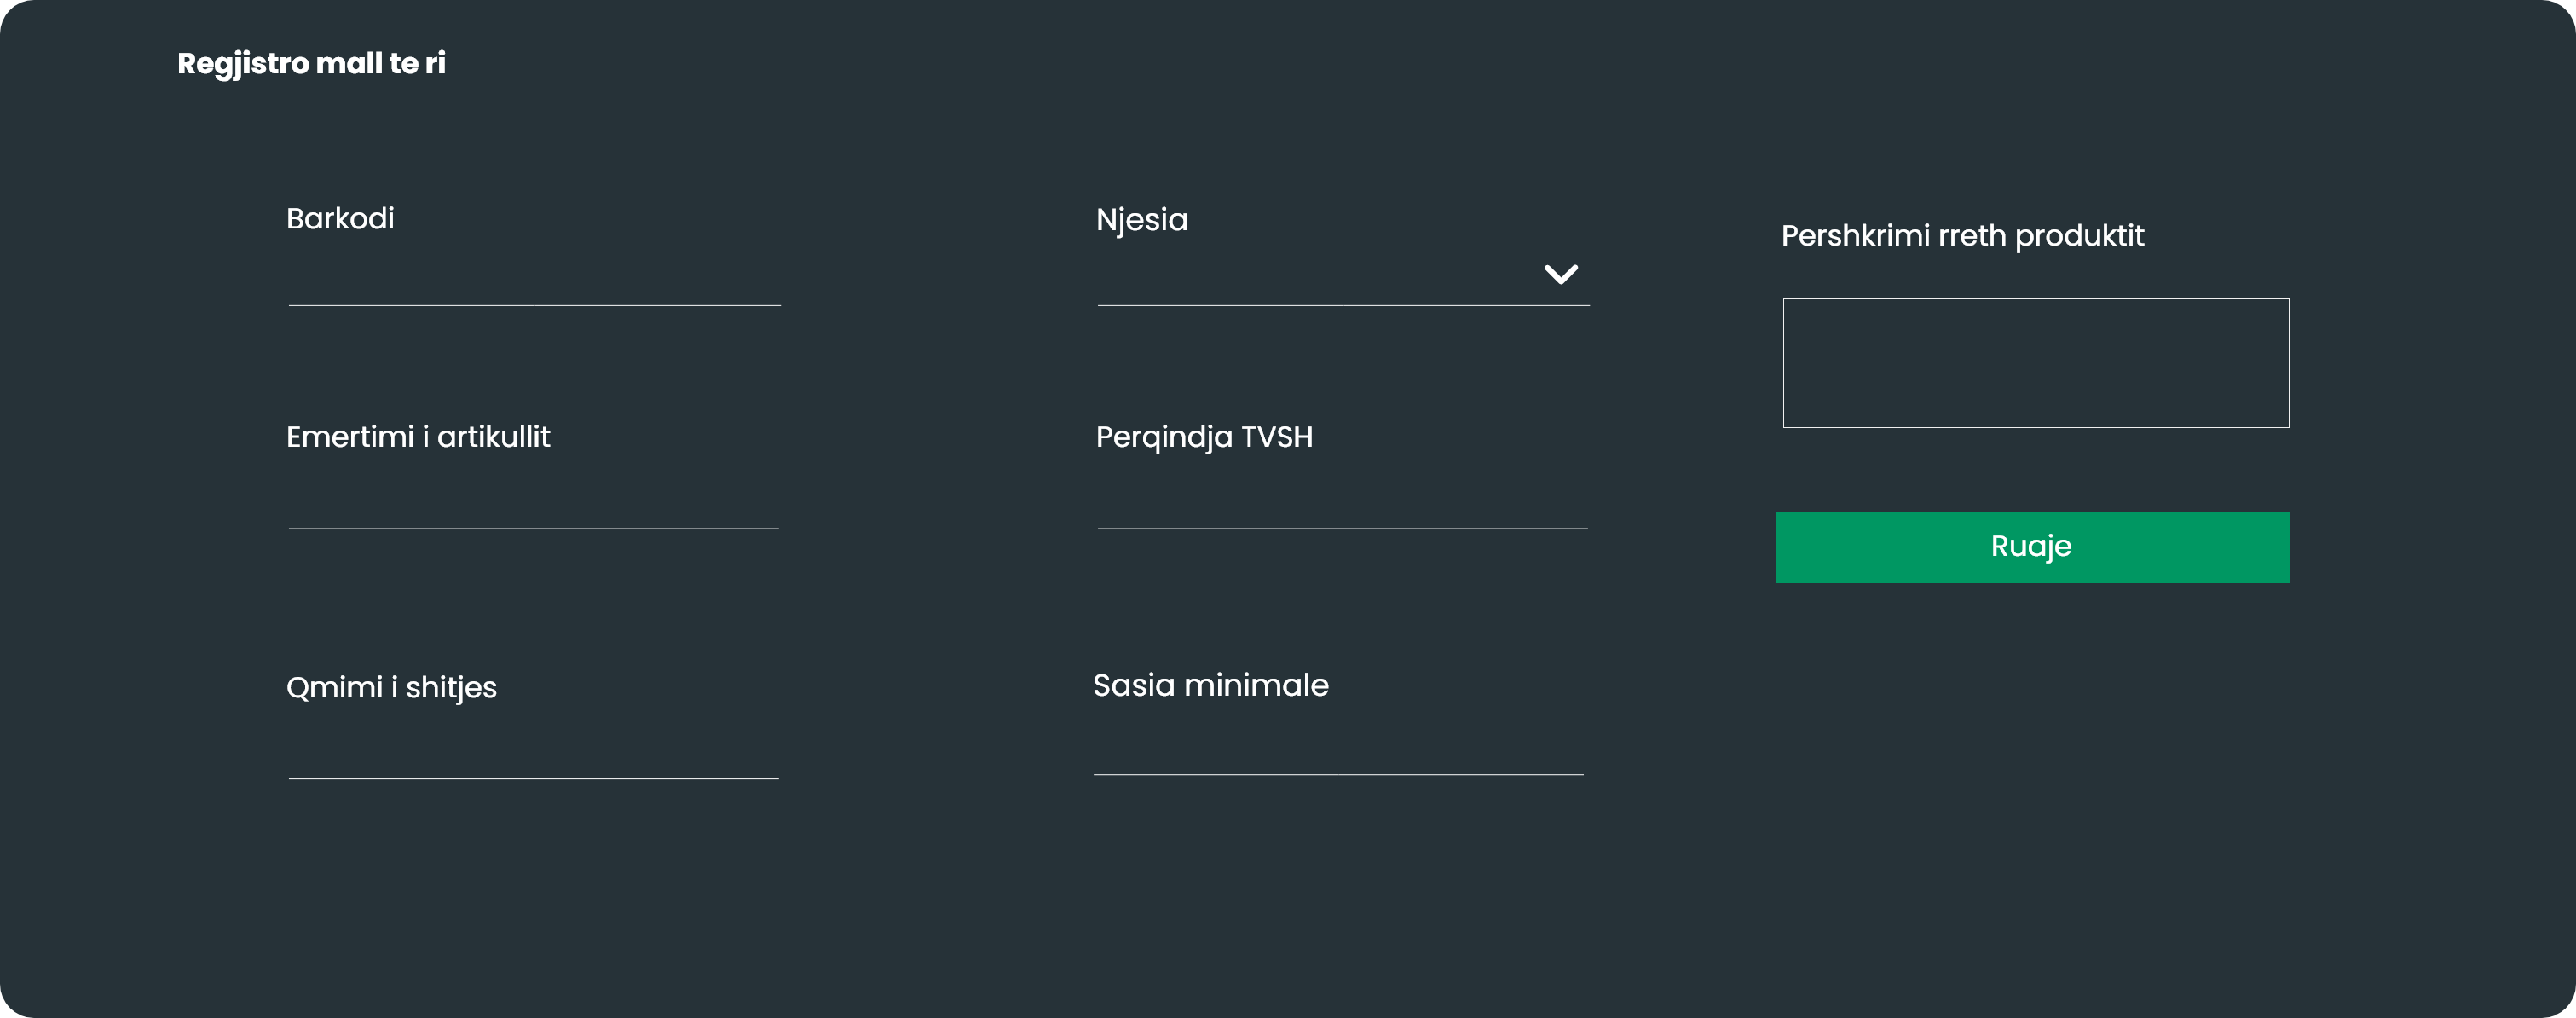 Regjistro mall te ri
Barkodi
Njesia
Pershkrimi rreth produktit
Emertimi i artikullit
Perqindja TVSH
Ruaje
Qmimi i shitjes
Sasia minimale